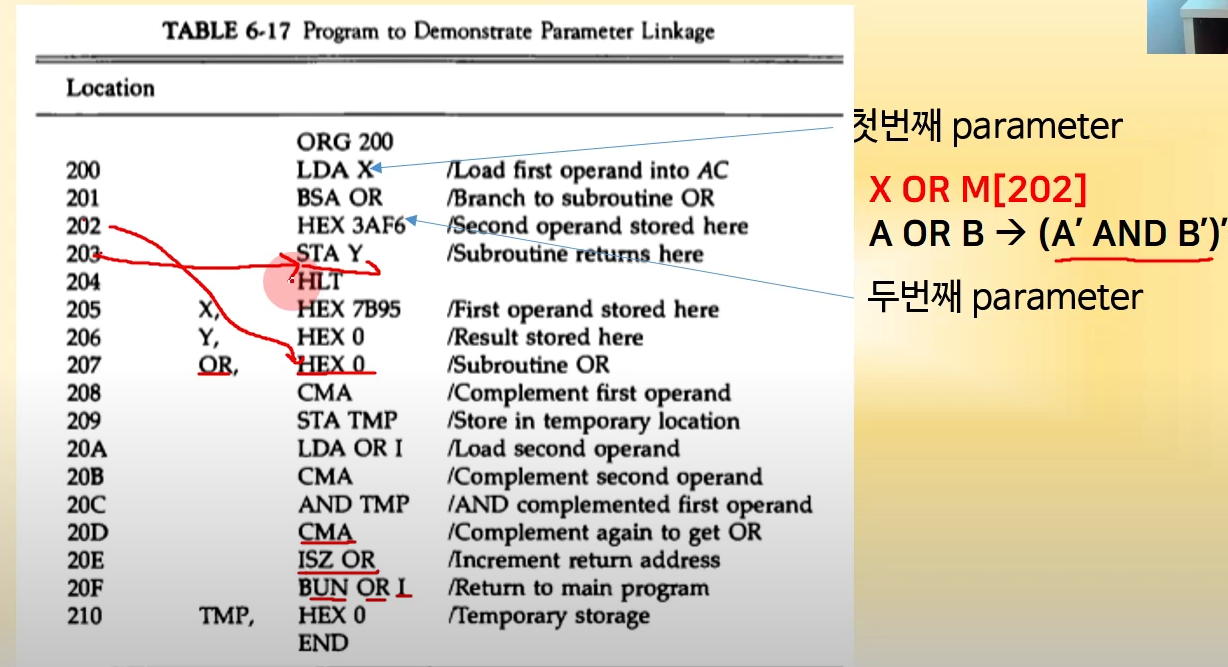 TABLE 6-17 Program to Demonstrate Parameter Linkage
Location
ORG 200
200 LDA X /Load first operand into AC
201 BSA OR /Branch to subroutine OR
202 HEX 3AF6 /Second operand stored here
203 STA Y /Subroutine returns here
204 HLT
205 X, HEX 7B95 /First operand stored here
206 Y, HEX 0 /Result stored here
207 OR, HEX 0 /Subroutine OR
208 CMA /Complement first operand
209 STA TMP /Store in temporary location
20A LDA OR I /Load second operand
20B CMA /Complement second operand
20C AND TMP /AND complemented first operand
20D CMA /Complement again to get OR
20E ISZ OR /Increment return address
20F BUN OR I /Return to main program
210 TMP, HEX 0 /Temporary storage
END
첫번째 parameter
X OR M[202]
A OR B → (A′ AND B′)′
두번째 parameter